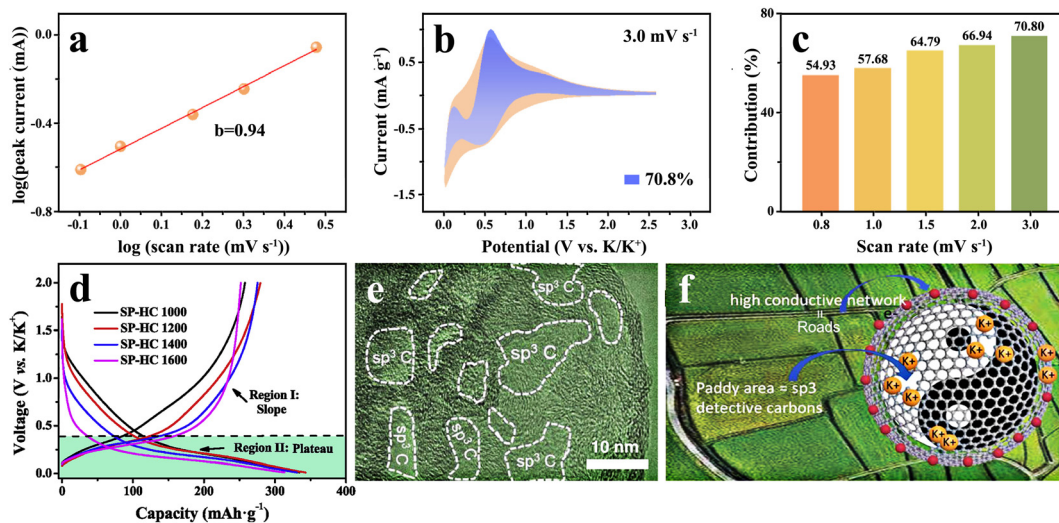 a
log(peak current (mA))
0.0
-0.4
-0.8
b=0.94
-0.1
0.0
0.1
0.2
0.3
0.4
0.5
log (scan rate (mV s⁻¹))
b
3.0 mV s⁻¹
Current (mA g⁻¹)
0.8
0.0
-0.5
-1.5
70.8%
0.0
0.5
1.0
1.5
2.0
2.5
3.0
Potential (V vs. K/K⁺)
c
Contribution (%)
80
60
0
54.93
57.68
64.79
66.94
70.80
0.8
1.0
1.5
2.0
3.0
Scan rate (mV s⁻¹)
d
Voltage (V vs. K/K⁺)
2.0
1.5
1.0
0.5
0.0
SP-HC 1000
SP-HC 1200
SP-HC 1400
SP-HC 1600
Region I:
Slope
Region II: Plateau
0
100
200
300
400
Capacity (mAh·g⁻¹)
e
sp³ C
sp³ C
sp³ C
sp³ C
sp³ C
sp³ C
10 nm
f
high conductive network
=
Roads
e
Paddy area = sp3
detective carbons
K+
K+
K+
K+
K+
K+
K+
K+
K+
K+